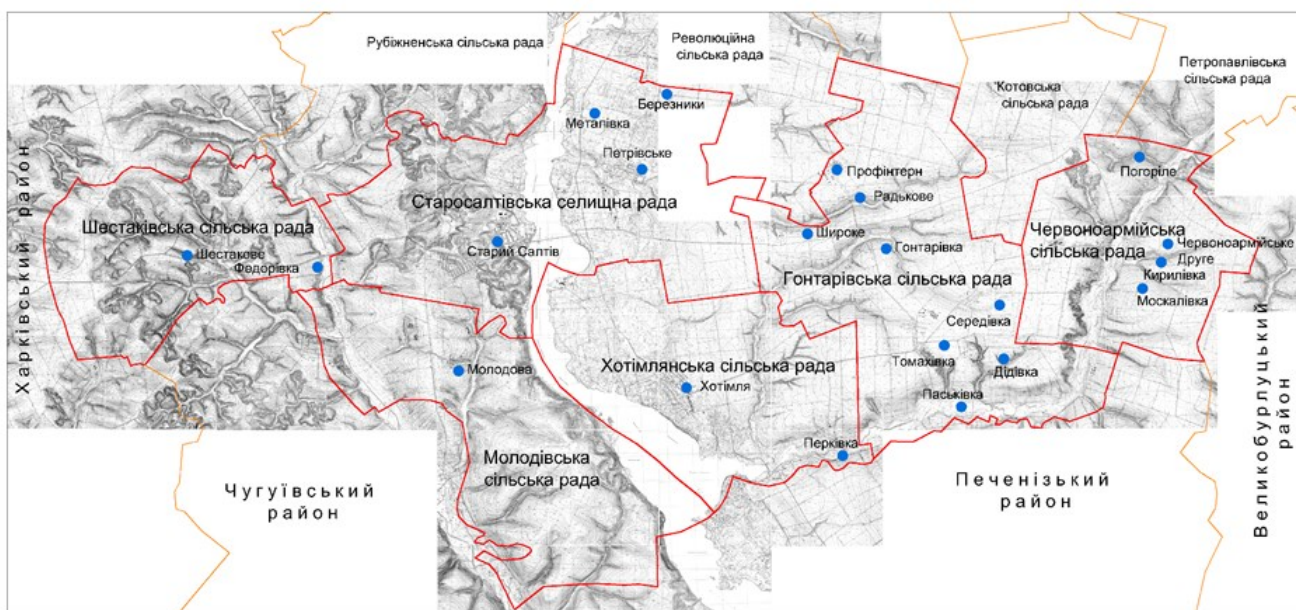 Рубіжненська сільська рада
Революційна
сільська рада
Петропавлівська
сільська рада
Котовська
сільська рада
Березники
Металівка
Петрівське
Профінтерн
Погоріле
Радькове
Старосалтівська селищна рада
Шестаківська сільська рада
Червоноармійська
сільська рада
Широке
Старий Салтів
Гонтарівка
Червоноармійське
Друге
Шестакове
Федорівка
Кирилівка
Гонтарівська сільська рада
Москалівка
Середівка
Харківський район
Томахівка
Дідівка
Хотімлянська сільська рада
Молодова
Хотімля
Паськівка
Великобурлуцький
район
Перківка
Молодівська
сільська рада
Чугуївський
район
Печенізький
район